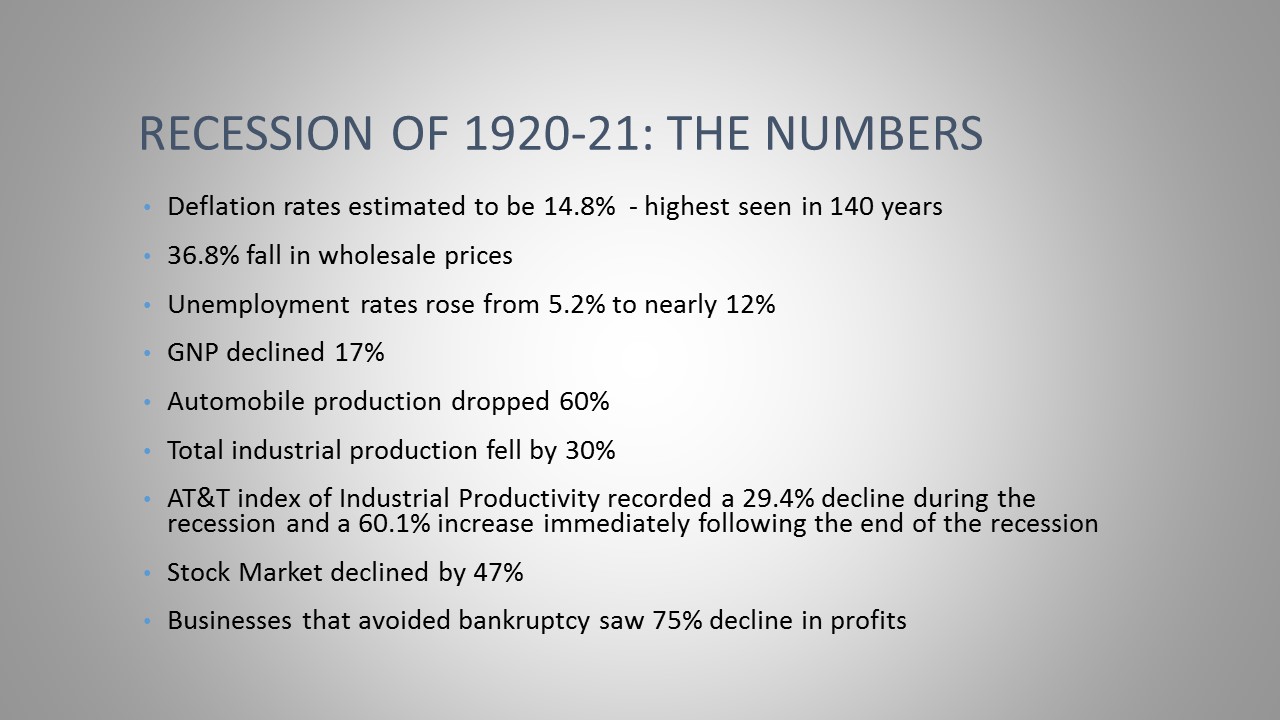 RECESSION OF 1920-21: THE NUMBERS
• Deflation rates estimated to be 14.8% - highest seen in 140 years
• 36.8% fall in wholesale prices
• Unemployment rates rose from 5.2% to nearly 12%
• GNP declined 17%
• Automobile production dropped 60%
• Total industrial production fell by 30%
• AT&T index of Industrial Productivity recorded a 29.4% decline during the
recession and a 60.1% increase immediately following the end of the recession
• Stock Market declined by 47%
• Businesses that avoided bankruptcy saw 75% decline in profits